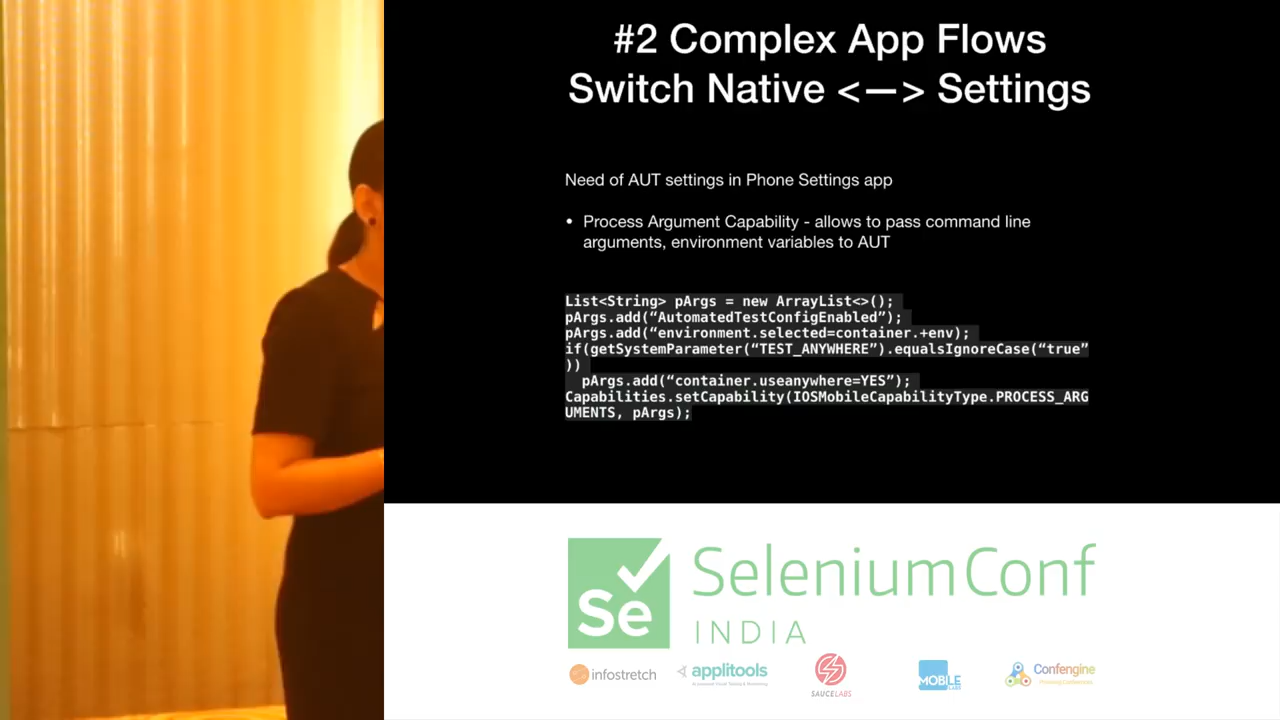 #2 Complex App Flows
Switch Native <—> Settings
Need of AUT settings in Phone Settings app
• Process Argument Capability - allows to pass command line
arguments, environment variables to AUT
List<String> pArgs = new ArrayList<>();
pArgs.add(“AutomatedTestConfigEnabled”);
pArgs.add(“environment.selected=container.+env);
if(getSystemParameter(“TEST_ANYWHERE”).equalsIgnoreCase(“true”
))
pArgs.add(“container.useanywhere=YES”);
Capabilities.setCapability(IOSMobileCapabilityType.PROCESS_ARG
UMENTS, pArgs);
Se
SeleniumConf
INDIA
infostretch
applitools
SAUCELABS
MOBILE
Confengine